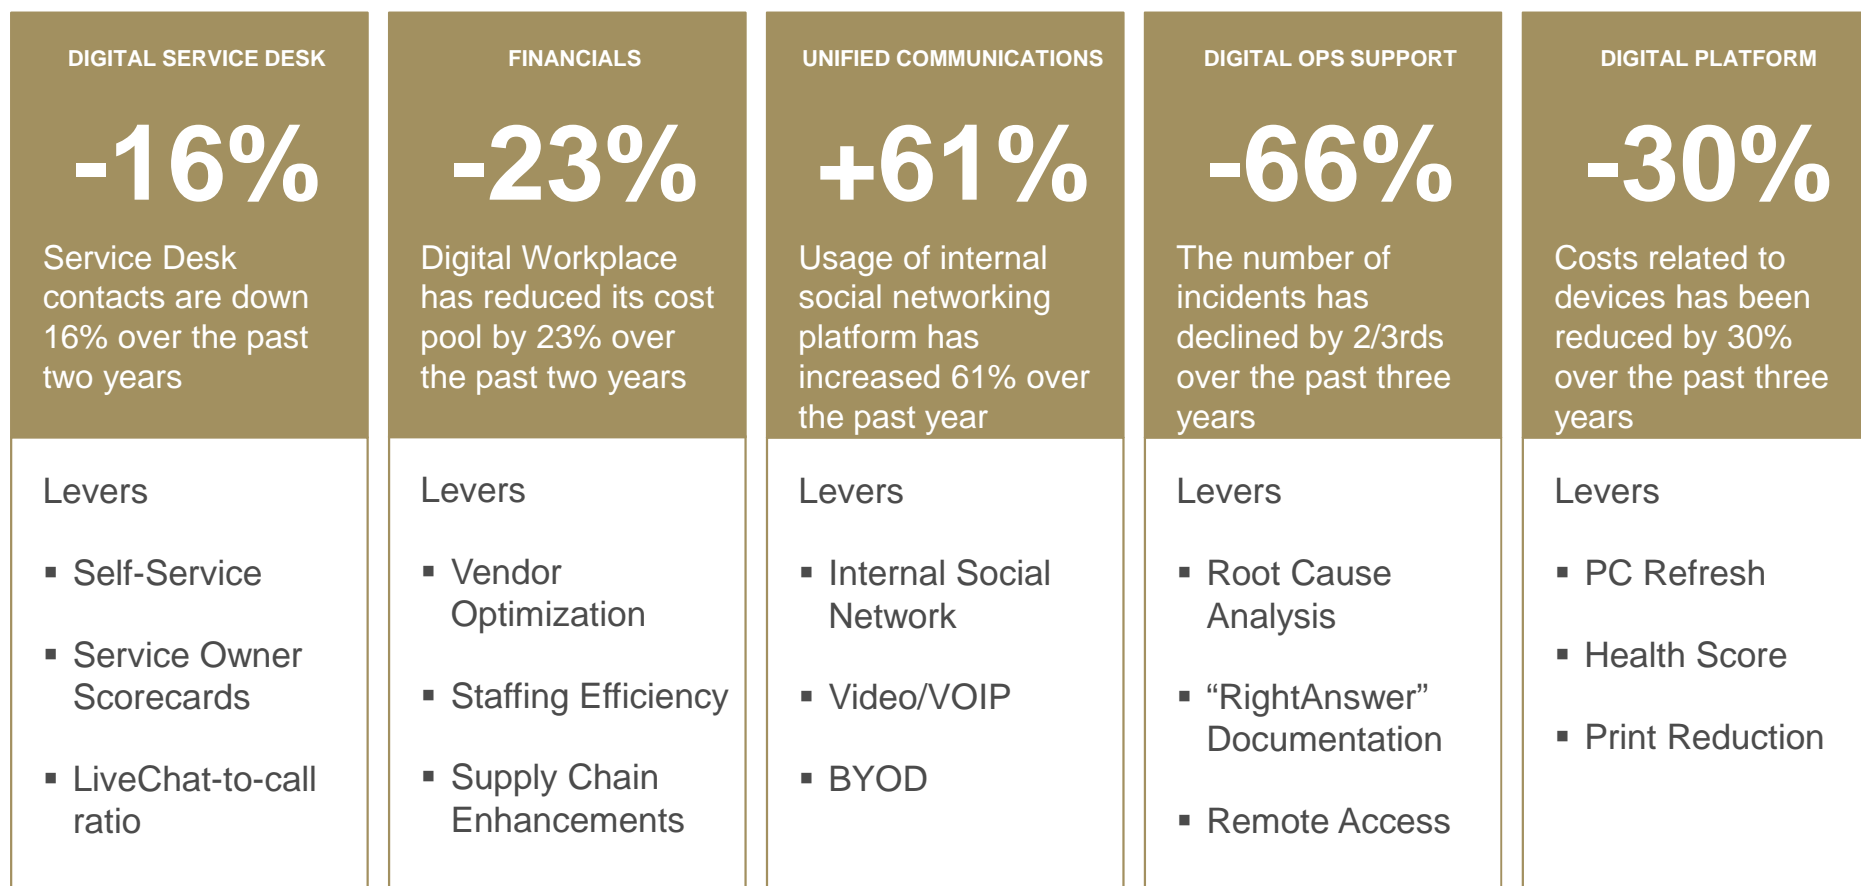 DIGITAL SERVICE DESK
-16%
Service Desk
contacts are down
16% over the past
two years
Levers
▪ Self-Service
▪ Service Owner
Scorecards
▪ LiveChat-to-call
ratio
FINANCIALS
-23%
Digital Workplace
has reduced its cost
pool by 23% over
the past two years
Levers
▪ Vendor
Optimization
▪ Staffing Efficiency
▪ Supply Chain
Enhancements
UNIFIED COMMUNICATIONS
+61%
Usage of internal
social networking
platform has
increased 61% over
the past year
Levers
▪ Internal Social
Network
▪ Video/VOIP
▪ BYOD
DIGITAL OPS SUPPORT
-66%
The number of
incidents has
declined by 2/3rds
over the past three
years
Levers
▪ Root Cause
Analysis
▪ “RightAnswer”
Documentation
▪ Remote Access
DIGITAL PLATFORM
-30%
Costs related to
devices has been
reduced by 30%
over the past three
years
Levers
▪ PC Refresh
▪ Health Score
▪ Print Reduction